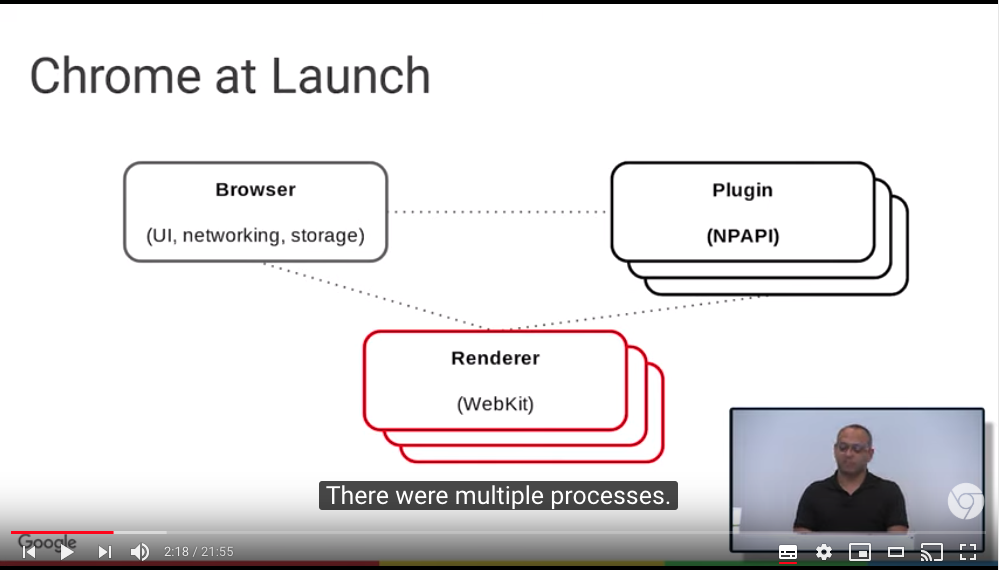 Chrome at Launch
Browser
(UI, networking, storage)
Plugin
(NPAPI)
Renderer
(WebKit)
There were multiple processes.
Google
2:18 / 21:55